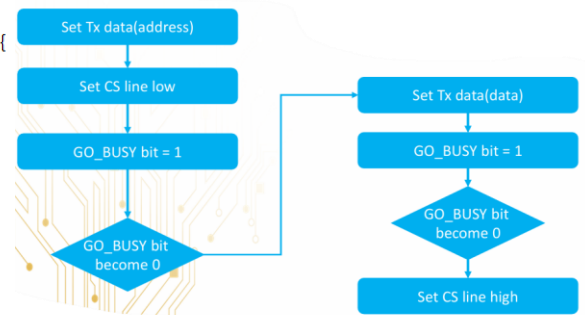 {
Set Tx data(address)
Set CS line low
GO_BUSY bit = 1
GO_BUSY bit
become 0
Set Tx data(data)
GO_BUSY bit = 1
GO_BUSY bit
become 0
Set CS line high